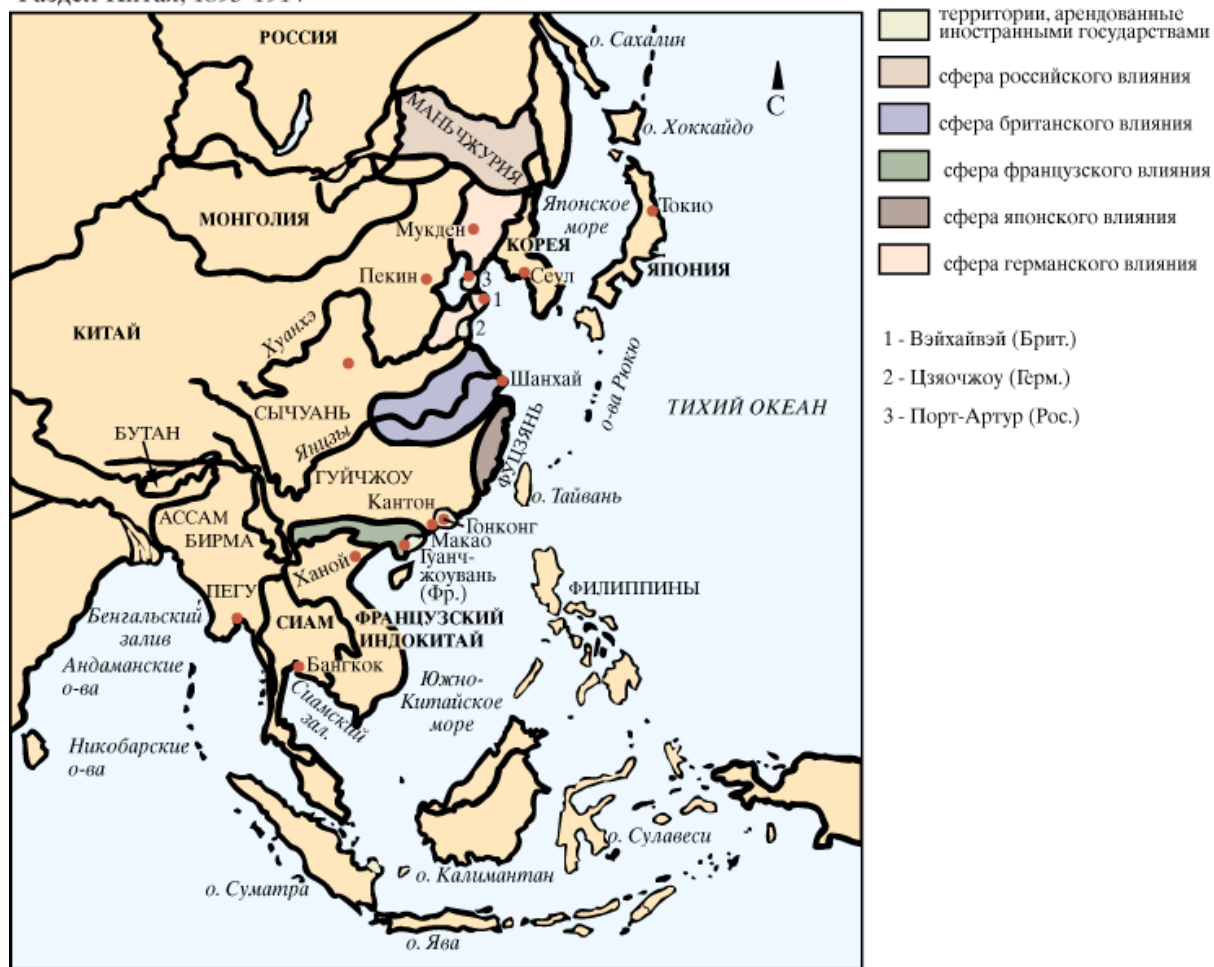 Раздел Китая, 1895-1914
РОССИЯ
о. Сахалин
С
МАНЬЧЖУРИЯ
о. Хоккайдо
МОНГОЛИЯ
Японское
море
Токио
Мукден
КОРЕЯ
Пекин
3
Сеул
ЯПОНИЯ
1
2
КИТАЙ
Хуанхэ
Шанхай
о-ва Рюкю
ТИХИЙ ОКЕАН
СЫЧУАНЬ
БУТАН
Янцзы
ФУЦЗЯНЬ
ГУЙЧЖОУ
о. Тайвань
Кантон
АССАМ
Гонконг
БИРМА
Макао
Ханой
Гуанч-
жоувань
(Фр.)
ФИЛИППИНЫ
ПЕГУ
Бенгальский
залив
СИАМ
ФРАНЦУЗСКИЙ
ИНДОКИТАЙ
Андаманские
о-ва
Бангкок
Южно-
Китайское
море
Сиамский
зал.
Никобарские
о-ва
о. Сулавеси
о. Суматра
о. Калимантан
о. Ява
территории, арендованные
иностранными государствами
сфера российского влияния
сфера британского влияния
сфера французского влияния
сфера японского влияния
сфера германского влияния
1 - Вэйхайвэй (Брит.)
2 - Цзяочжоу (Герм.)
3 - Порт-Артур (Рос.)